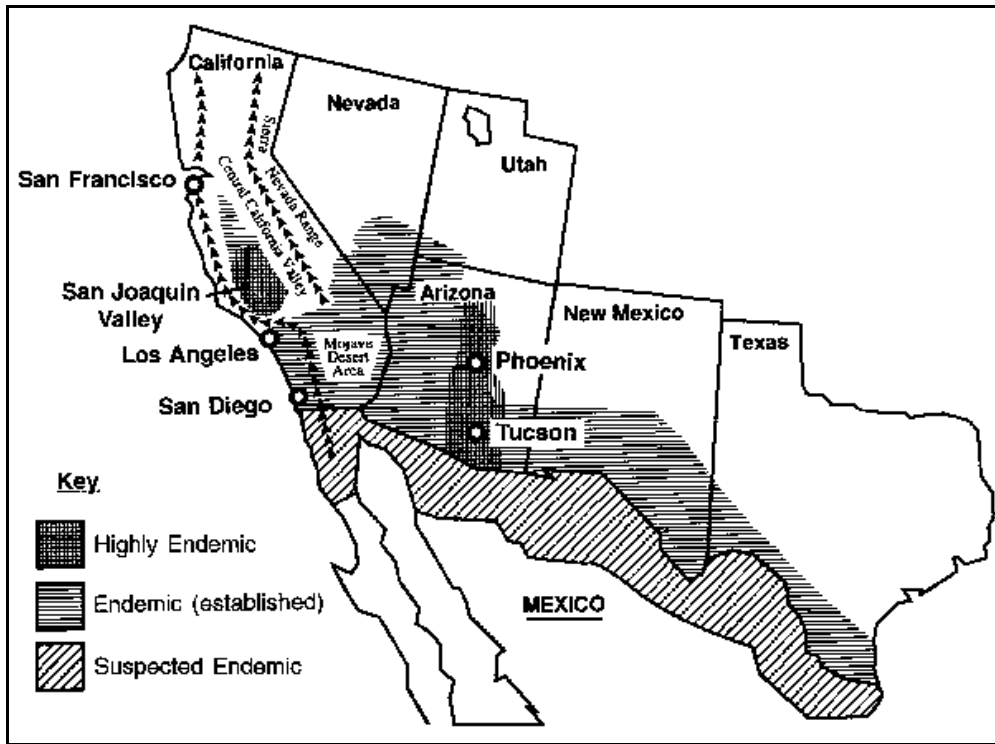 California
Nevada
Utah
Sierra
Nevada Range
Central California Valley
San Francisco
San Joaquin
Valley
Los Angeles
San Diego
Mojave
Desert
Area
Arizona
New Mexico
Texas
Phoenix
Tucson
MEXICO
Key
Highly Endemic
Endemic (established)
Suspected Endemic